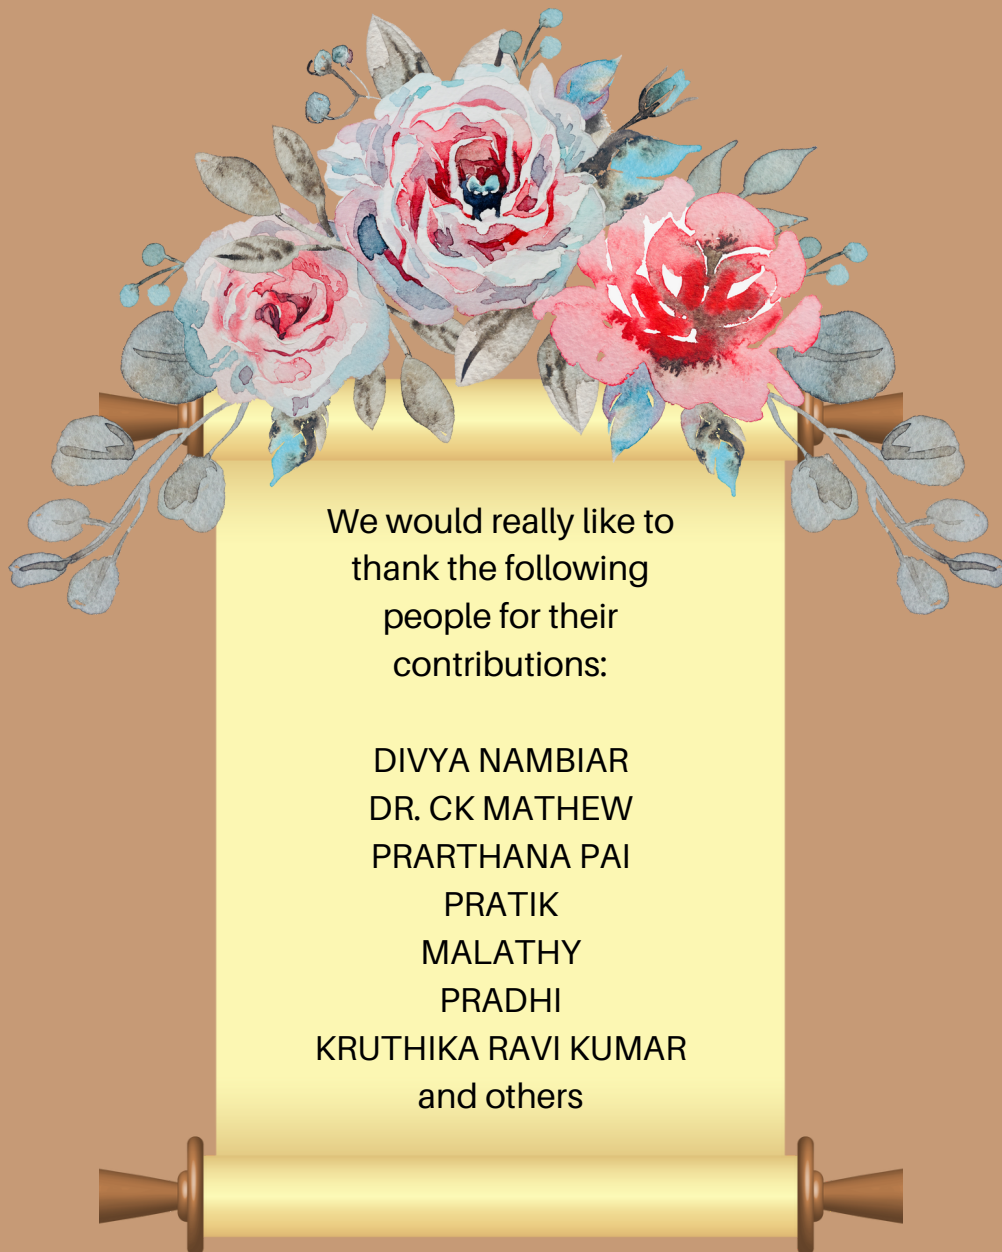 We would really like to
thank the following
people for their
contributions:
DIVYA NAMBIAR
DR. CK MATHEW
PRARTHANA PAI
PRATIK
MALATHY
PRADHI
KRUTHIKA RAVI KUMAR
and others